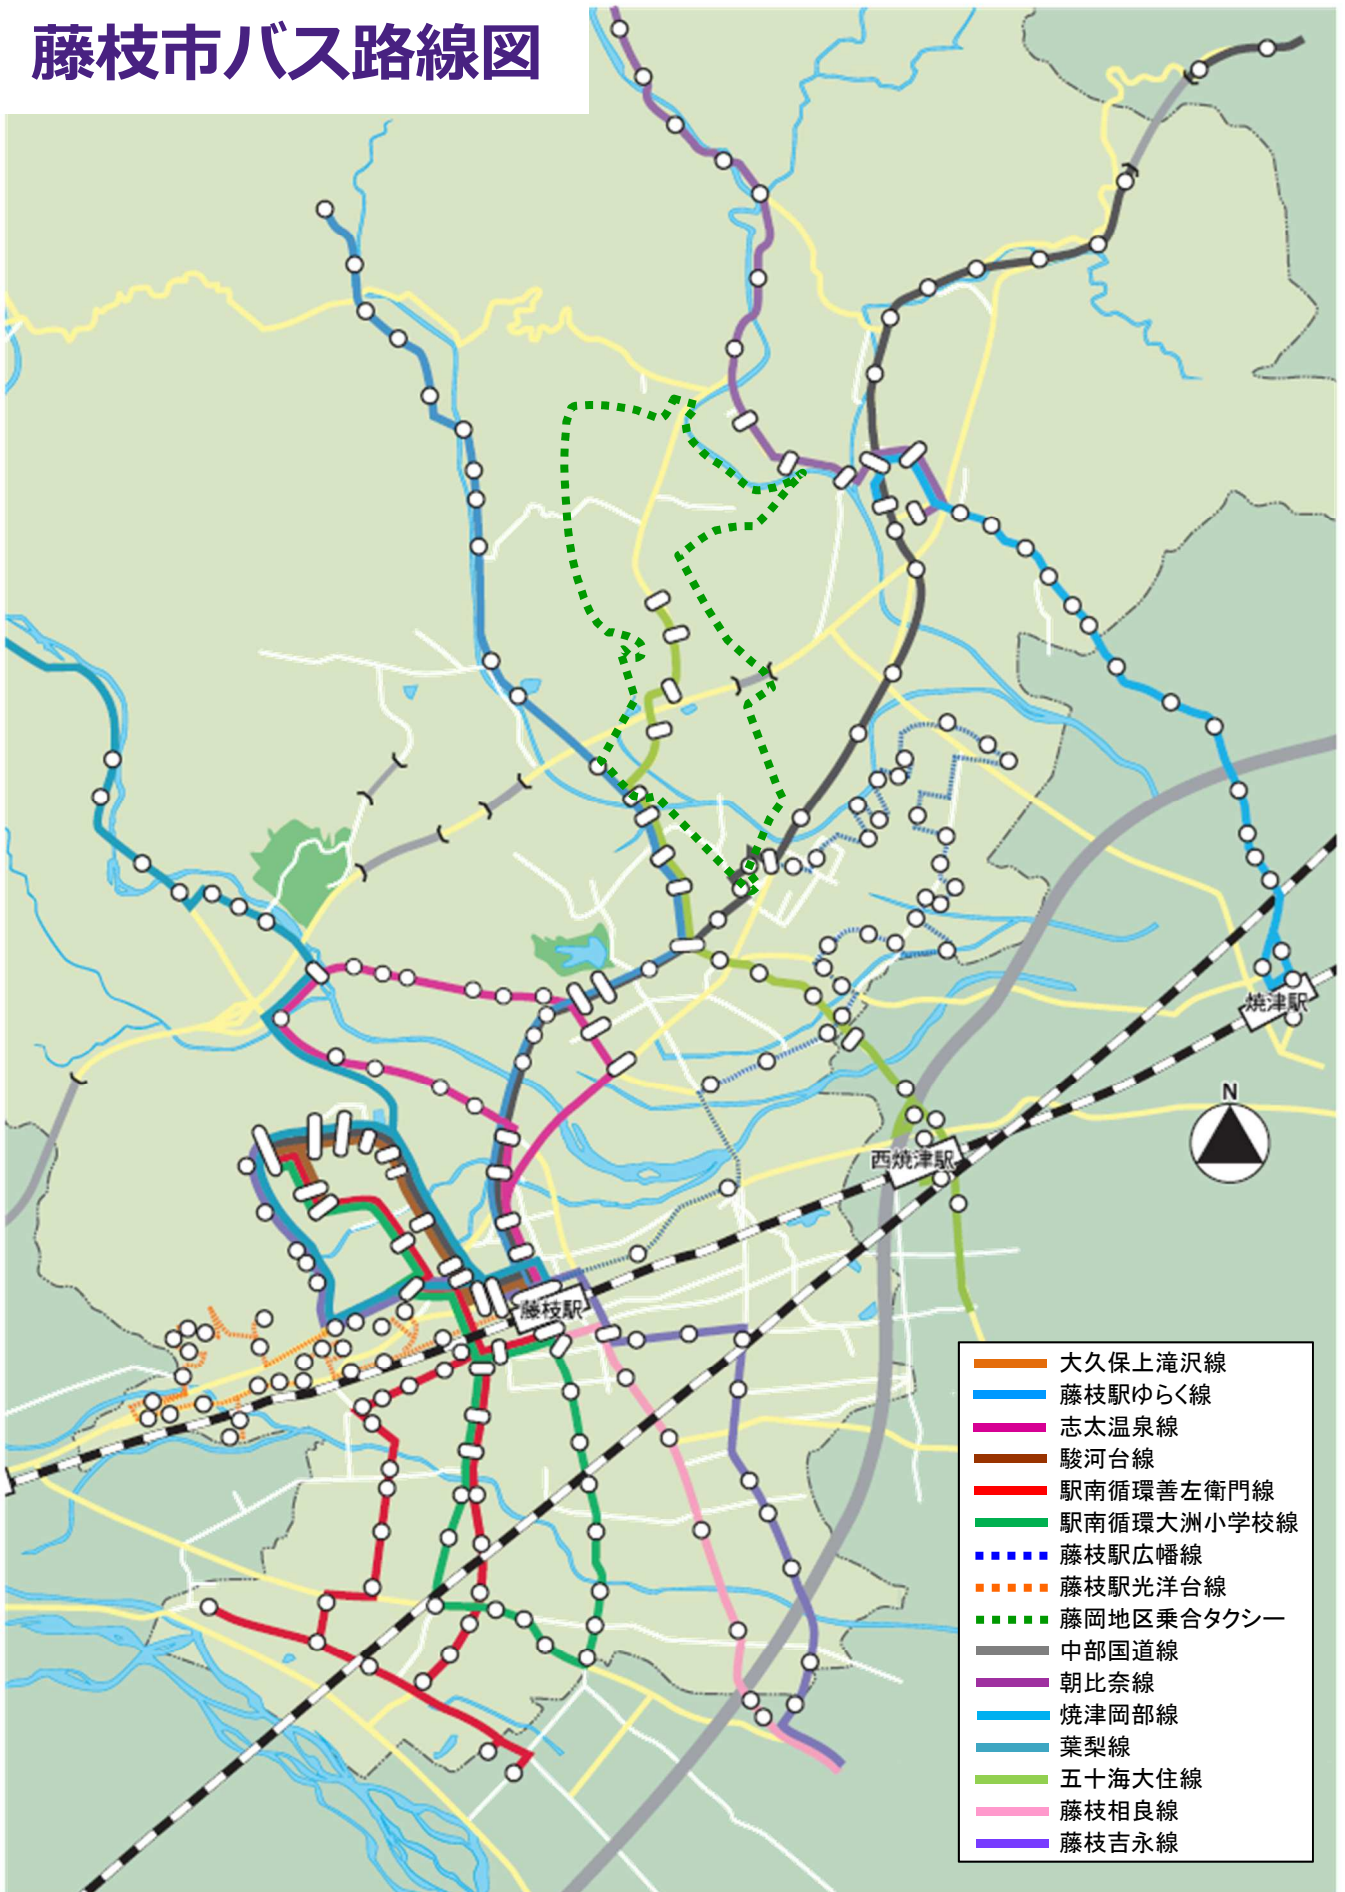 藤枝市バス路線図
焼津駅
N
西焼津駅
藤枝駅
大久保上滝沢線
藤枝駅ゆらく線
志太温泉線
駿河台線
駅南循環善左衛門線
駅南循環大洲小学校線
藤枝駅広幡線
藤枝駅光洋台線
藤岡地区乗合タクシー
中部国道線
朝比奈線
焼津岡部線
葉梨線
五十海大住線
藤枝相良線
藤枝吉永線